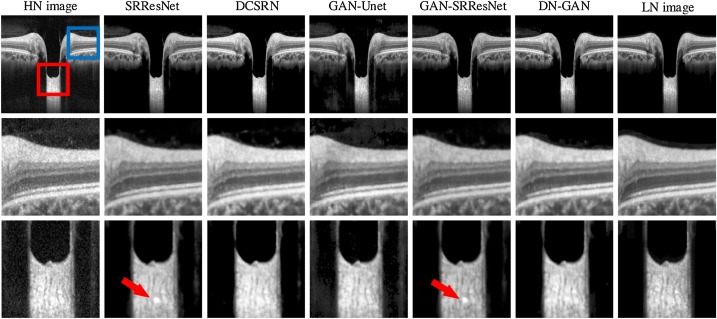 HN image SRResNet DCSRN GAN-Unet GAN-SRResNet DN-GAN LN image